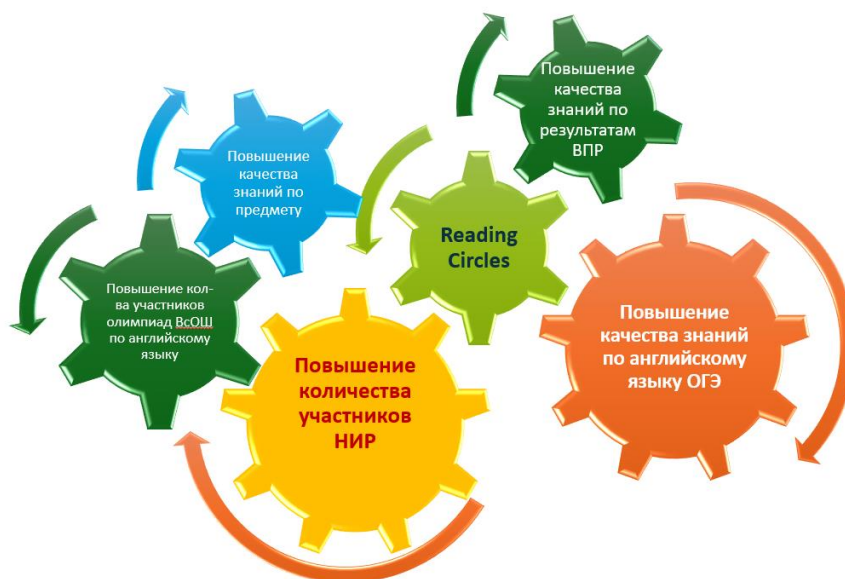 Повышение
качества
знаний по
результатам
ВПР
Повышение
качества
знаний по
предмету
Reading
Circles
Повышение кол-
ва участников
олимпиад ВсОШ
по английскому
языку
Повышение
качества знаний
по английскому
языку ОГЭ
Повышение
количества
участников
НИР